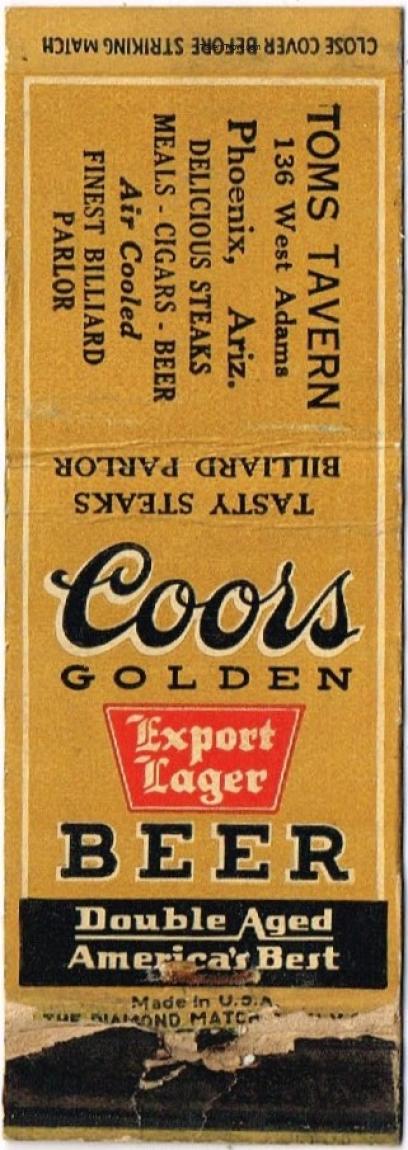 CLOSE COVER BEFORE STRIKING MATCH
TOMS TAVERN
136 West Adams
Phoenix, Ariz.
DELICIOUS STEAKS
MEALS - CIGARS - BEER
Air Cooled
FINEST BILLIARD
PARLOR
TASTY STEAKS
BILLIARD PARLOR
Coors
GOLDEN
Export
Lager
BEER
Double Aged
America's Best
Made in U.S.A.
THE DIAMOND MATCH